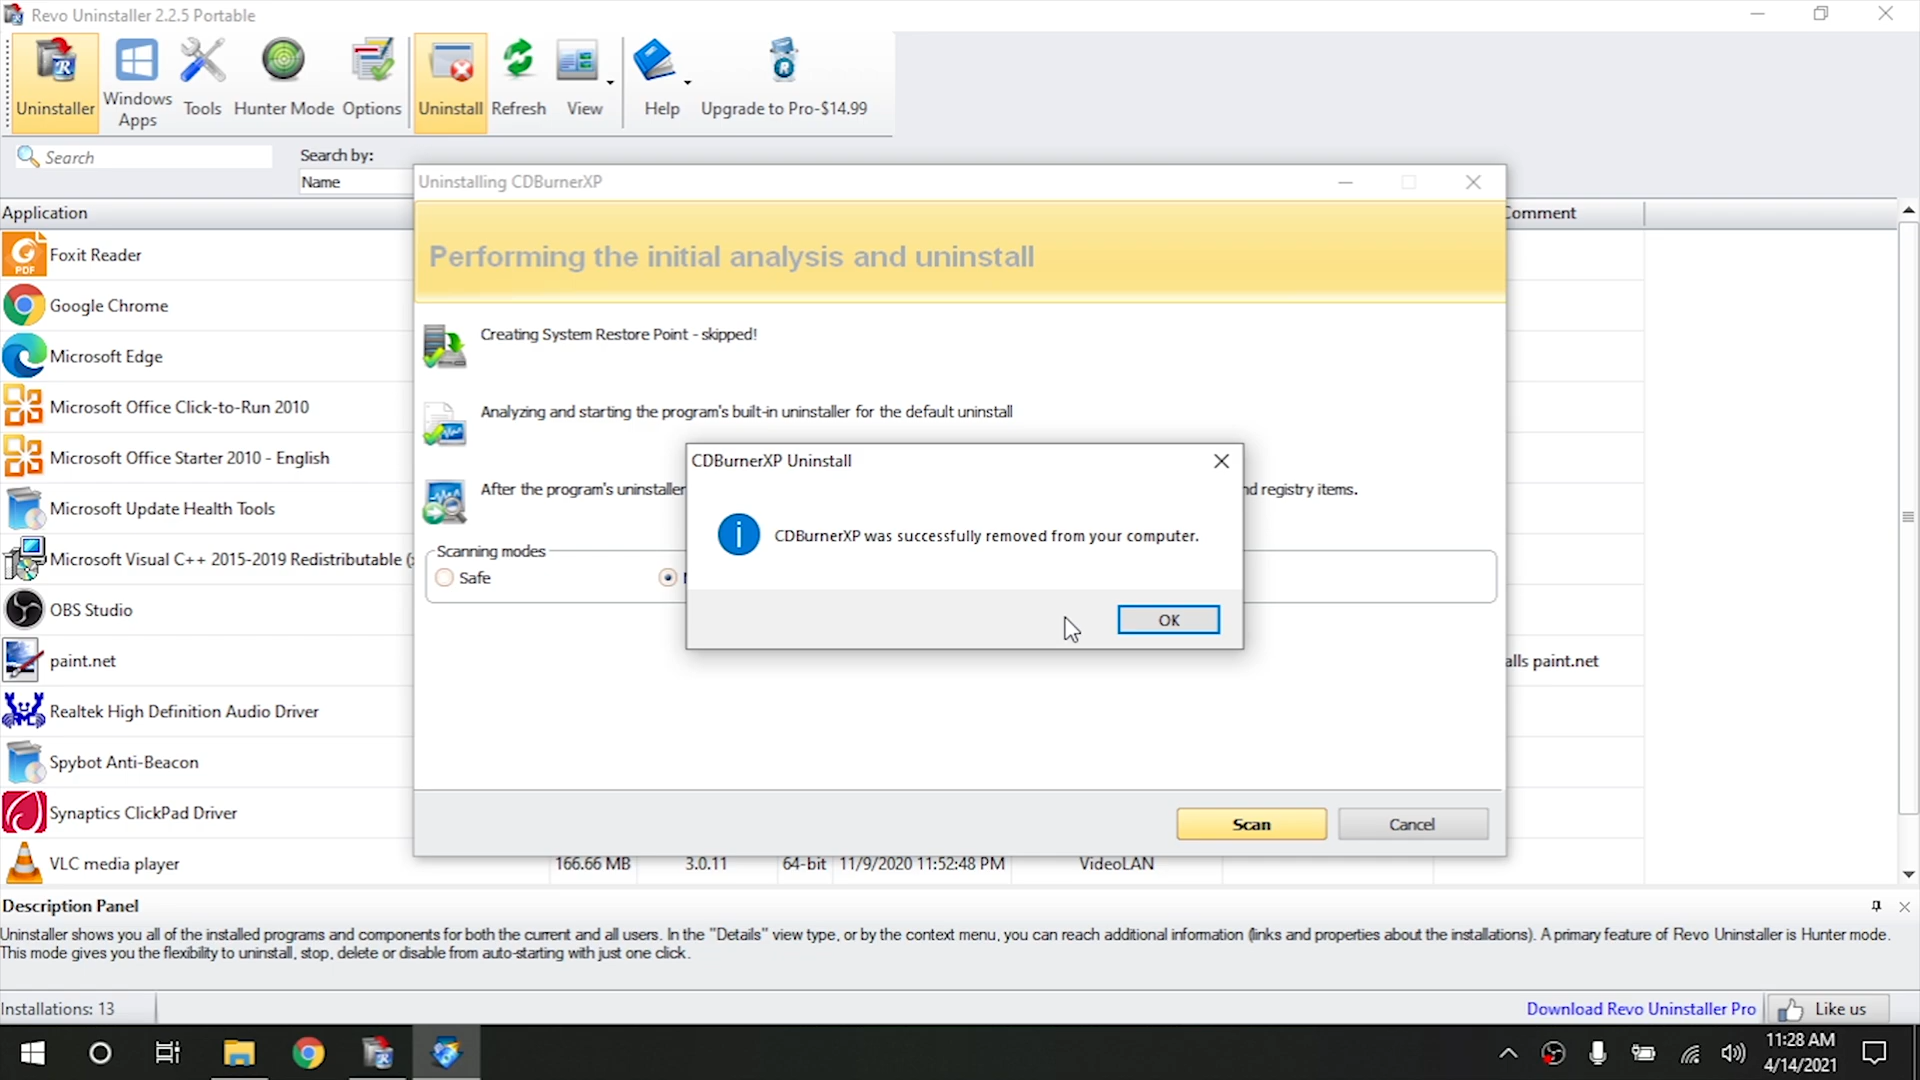 Revo Uninstaller 2.2.5 Portable
Uninstaller
Windows Apps
Tools
Hunter Mode
Options
Uninstall
Refresh
View
Help
Upgrade to Pro-$14.99
Search
Search by:
Name
Application
Comment
Foxit Reader
PDF
Google Chrome
Microsoft Edge
Microsoft Office Click-to-Run 2010
Microsoft Office Starter 2010 - English
Microsoft Update Health Tools
Microsoft Visual C++ 2015-2019 Redistributable (
OBS Studio
paint.net
alls paint.net
Realtek High Definition Audio Driver
Spybot Anti-Beacon
Synaptics ClickPad Driver
VLC media player 166.66 MB 3.0.11 64-bit 11/9/2020 11:52:48 PM VideoLAN
Uninstalling CDBurnerXP
Performing the initial analysis and uninstall
Creating System Restore Point - skipped!
Analyzing and starting the program's built-in uninstaller for the default uninstall
After the program's uninstaller
nd registry items.
Scanning modes
Safe
CDBurnerXP Uninstall
CDBurnerXP was successfully removed from your computer.
OK
Scan
Cancel
Description Panel
Uninstaller shows you all of the installed programs and components for both the current and all users. In the "Details" view type, or by the context menu, you can reach additional information (links and properties about the installations). A primary feature of Revo Uninstaller is Hunter mode.
This mode gives you the flexibility to uninstall, stop, delete or disable from auto-starting with just one click.
Installations: 13
Download Revo Uninstaller Pro
Like us
11:28 AM
4/14/2021